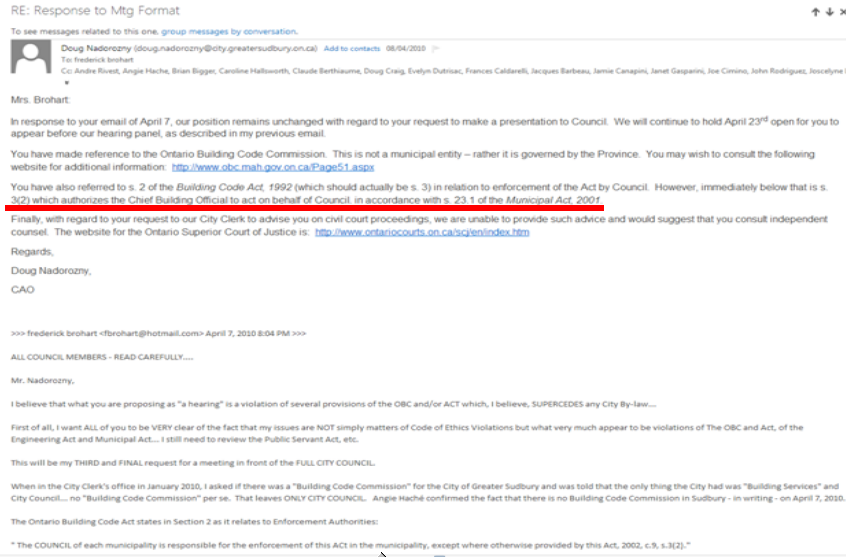 RE: Response to Mtg Format
To see messages related to this one, group messages by conversation.
Doug Nadorozny (doug.nadorozny@city.greatersudbury.on.ca) Add to contacts 08/04/2010
To: frederick brohart
Cc: Andre Rivest, Angie Hache, Brian Bigger, Caroline Hallsworth, Claude Berthiaume, Doug Craig, Evelyn Dutrisac, Frances Caldarelli, Jacques Barbeau, Jamie Canapini, Janet Gasparini, Joe Cimino, John Rodriguez, Joscelyne
Mrs. Brohart:
In response to your email of April 7, our position remains unchanged with regard to your request to make a presentation to Council. We will continue to hold April 23rd open for you to
appear before our hearing panel, as described in my previous email.
You have made reference to the Ontario Building Code Commission. This is not a municipal entity – rather it is governed by the Province. You may wish to consult the following
website for additional information: http://www.obc.mah.gov.on.ca/Page51.aspx
You have also referred to s. 2 of the Building Code Act, 1992 (which should actually be s. 3) in relation to enforcement of the Act by Council. However, immediately below that is s.
3(2) which authorizes the Chief Building Official to act on behalf of Council, in accordance with s. 23.1 of the Municipal Act, 2001.
Finally, with regard to your request to our City Clerk to advise you on civil court proceedings, we are unable to provide such advice and would suggest that you consult independent
counsel. The website for the Ontario Superior Court of Justice is: http://www.ontariocourts.on.ca/scj/en/index.htm
Regards,
Doug Nadorozny,
CAO
>>> frederick brohart <fbrohart@hotmail.com> April 7, 2010 8:04 PM >>>
ALL COUNCIL MEMBERS - READ CAREFULLY....
Mr. Nadorozny,
I believe that what you are proposing as "a hearing" is a violation of several provisions of the OBC and/or ACT which, I believe, SUPERCEDES any City By-law....
First of all, I want ALL of you to be VERY clear of the fact that my issues are NOT simply matters of Code of Ethics Violations but what very much appear to be violations of The OBC and Act, of the
Engineering Act and Municipal Act... I still need to review the Public Servant Act, etc.
This will be my THIRD and FINAL request for a meeting in front of the FULL CITY COUNCIL.
When in the City Clerk's office in January 2010, I asked if there was a "Building Code Commission" for the City of Greater Sudbury and was told that the only thing the City had was "Building Services" and
City Council... no "Building Code Commission" per se. That leaves ONLY CITY COUNCIL. Angie Haché confirmed the fact that there is no Building Code Commission in Sudbury - in writing - on April 7, 2010.
The Ontario Building Code Act states in Section 2 as it relates to Enforcement Authorities:
" The COUNCIL of each municipality is responsible for the enforcement of this ACT in the municipality, except where otherwise provided by this Act, 2002, c.9, s.3(2)."